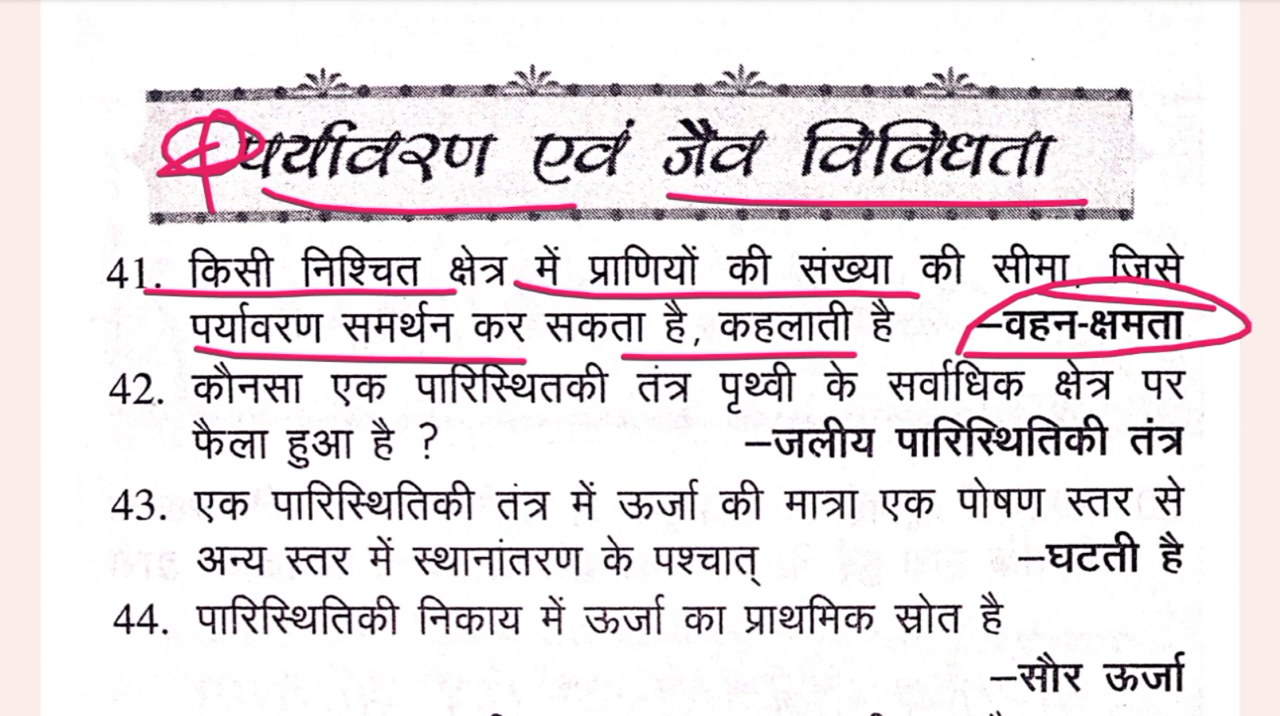 पर्यावरण एवं जैव विविधता
41. किसी निश्चित क्षेत्र में प्राणियों की संख्या की सीमा जिसे
पर्यावरण समर्थन कर सकता है, कहलाती है –वहन-क्षमता
42. कौनसा एक पारिस्थितकी तंत्र पृथ्वी के सर्वाधिक क्षेत्र पर
फैला हुआ है ? –जलीय पारिस्थितिकी तंत्र
43. एक पारिस्थितिकी तंत्र में ऊर्जा की मात्रा एक पोषण स्तर से
अन्य स्तर में स्थानांतरण के पश्चात् –घटती है
44. पारिस्थितिकी निकाय में ऊर्जा का प्राथमिक स्रोत है
–सौर ऊर्जा